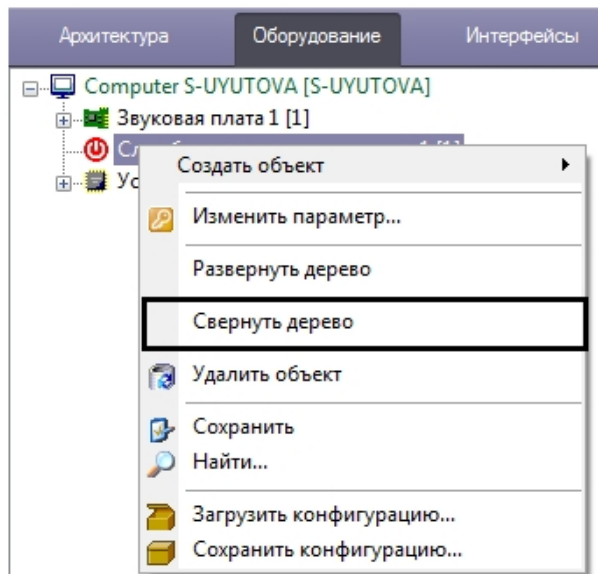 Архитектура Оборудование Интерфейсы
Computer S-UYUTOVA [S-UYUTOVA]
Звуковая плата 1 [1]
Создать объект
Изменить параметр...
Развернуть дерево
Свернуть дерево
Удалить объект
Сохранить
Найти...
Загрузить конфигурацию...
Сохранить конфигурацию...